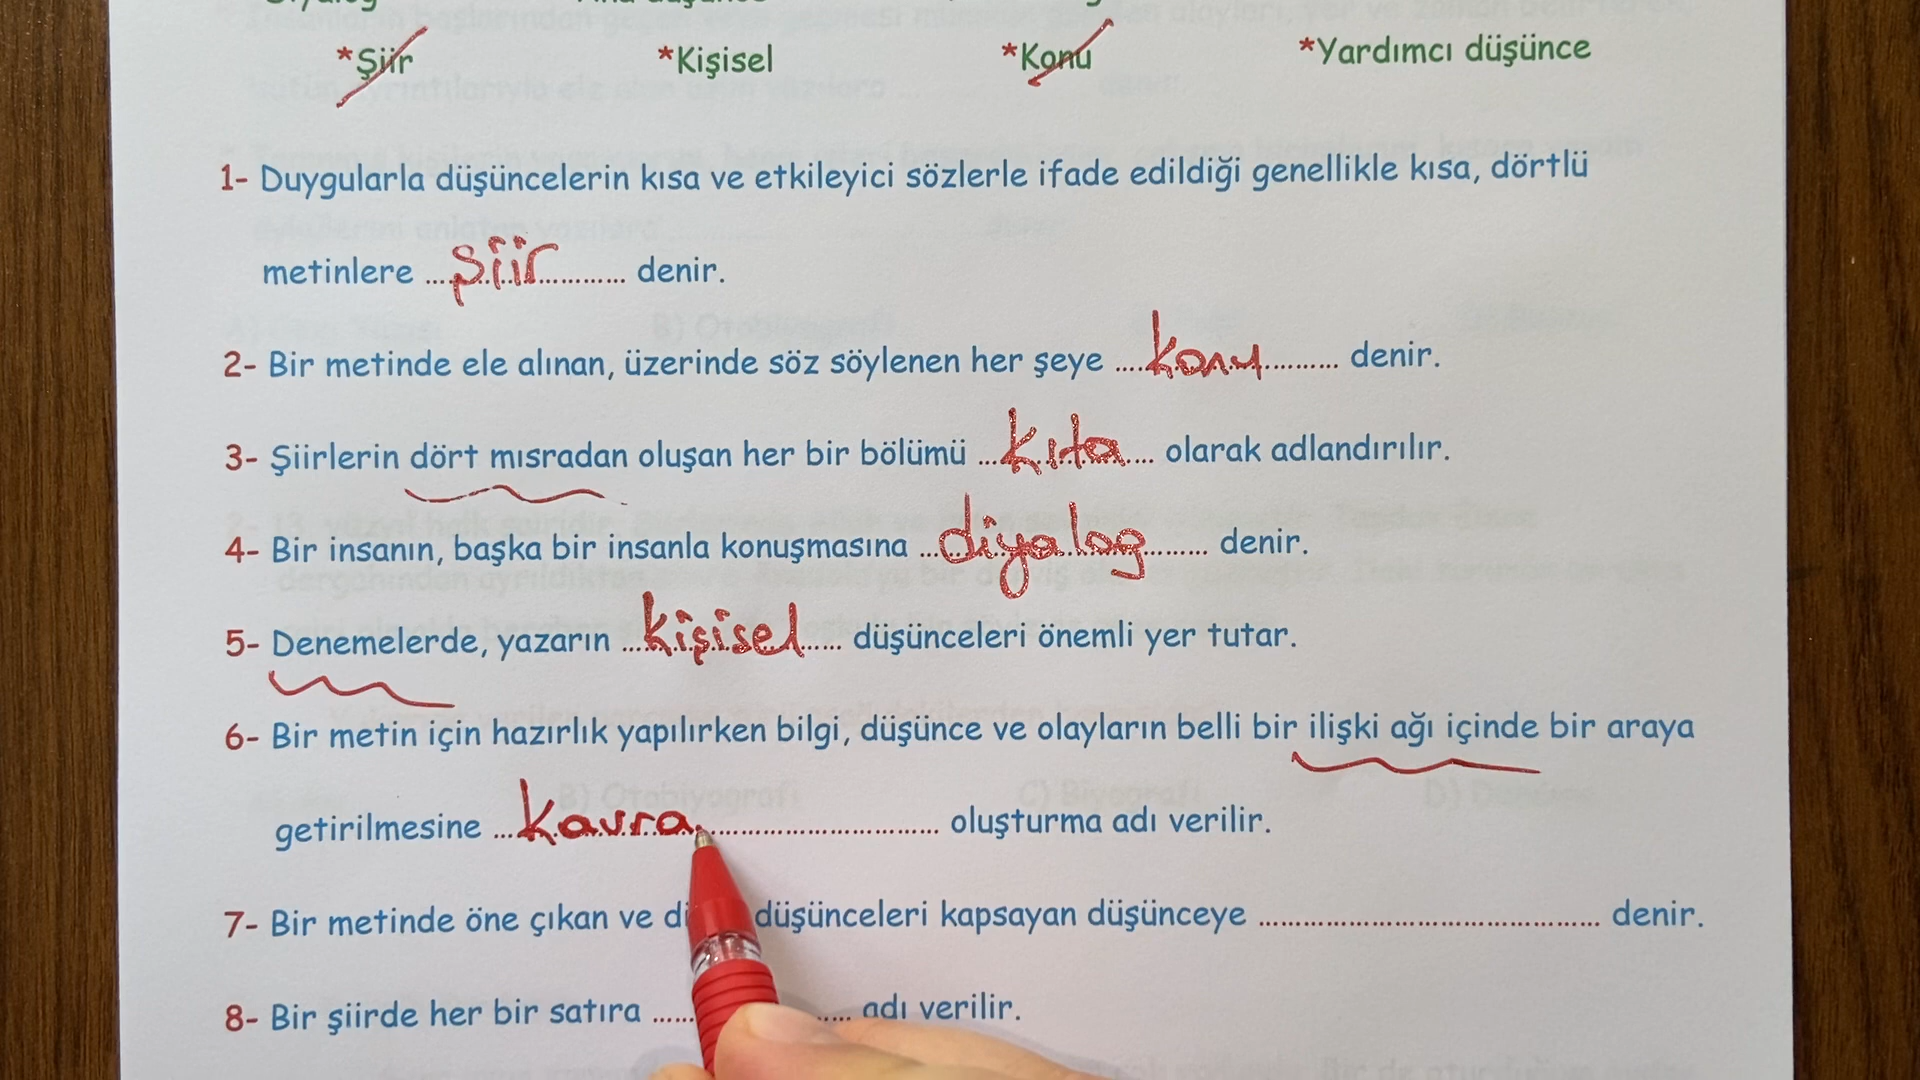 *Şiir *Kişisel *Konu *Yardımcı düşünce
1- Duygularla düşüncelerin kısa ve etkileyici sözlerle ifade edildiği genellikle kısa, dörtlü
metinlere ....şiir.......... denir.
2- Bir metinde ele alınan, üzerinde söz söylenen her şeye ....konu.......... denir.
3- Şiirlerin dört mısradan oluşan her bir bölümü ...kıta.... olarak adlandırılır.
4- Bir insanın, başka bir insanla konuşmasına ...diyalog........ denir.
5- Denemelerde, yazarın ...kişisel..... düşünceleri önemli yer tutar.
6- Bir metin için hazırlık yapılırken bilgi, düşünce ve olayların belli bir ilişki ağı içinde bir araya
getirilmesine ...kavra.............................. oluşturma adı verilir.
7- Bir metinde öne çıkan ve düşünceleri kapsayan düşünceye .............................................. denir.
8- Bir şiirde her bir satıra .......... adı verilir.